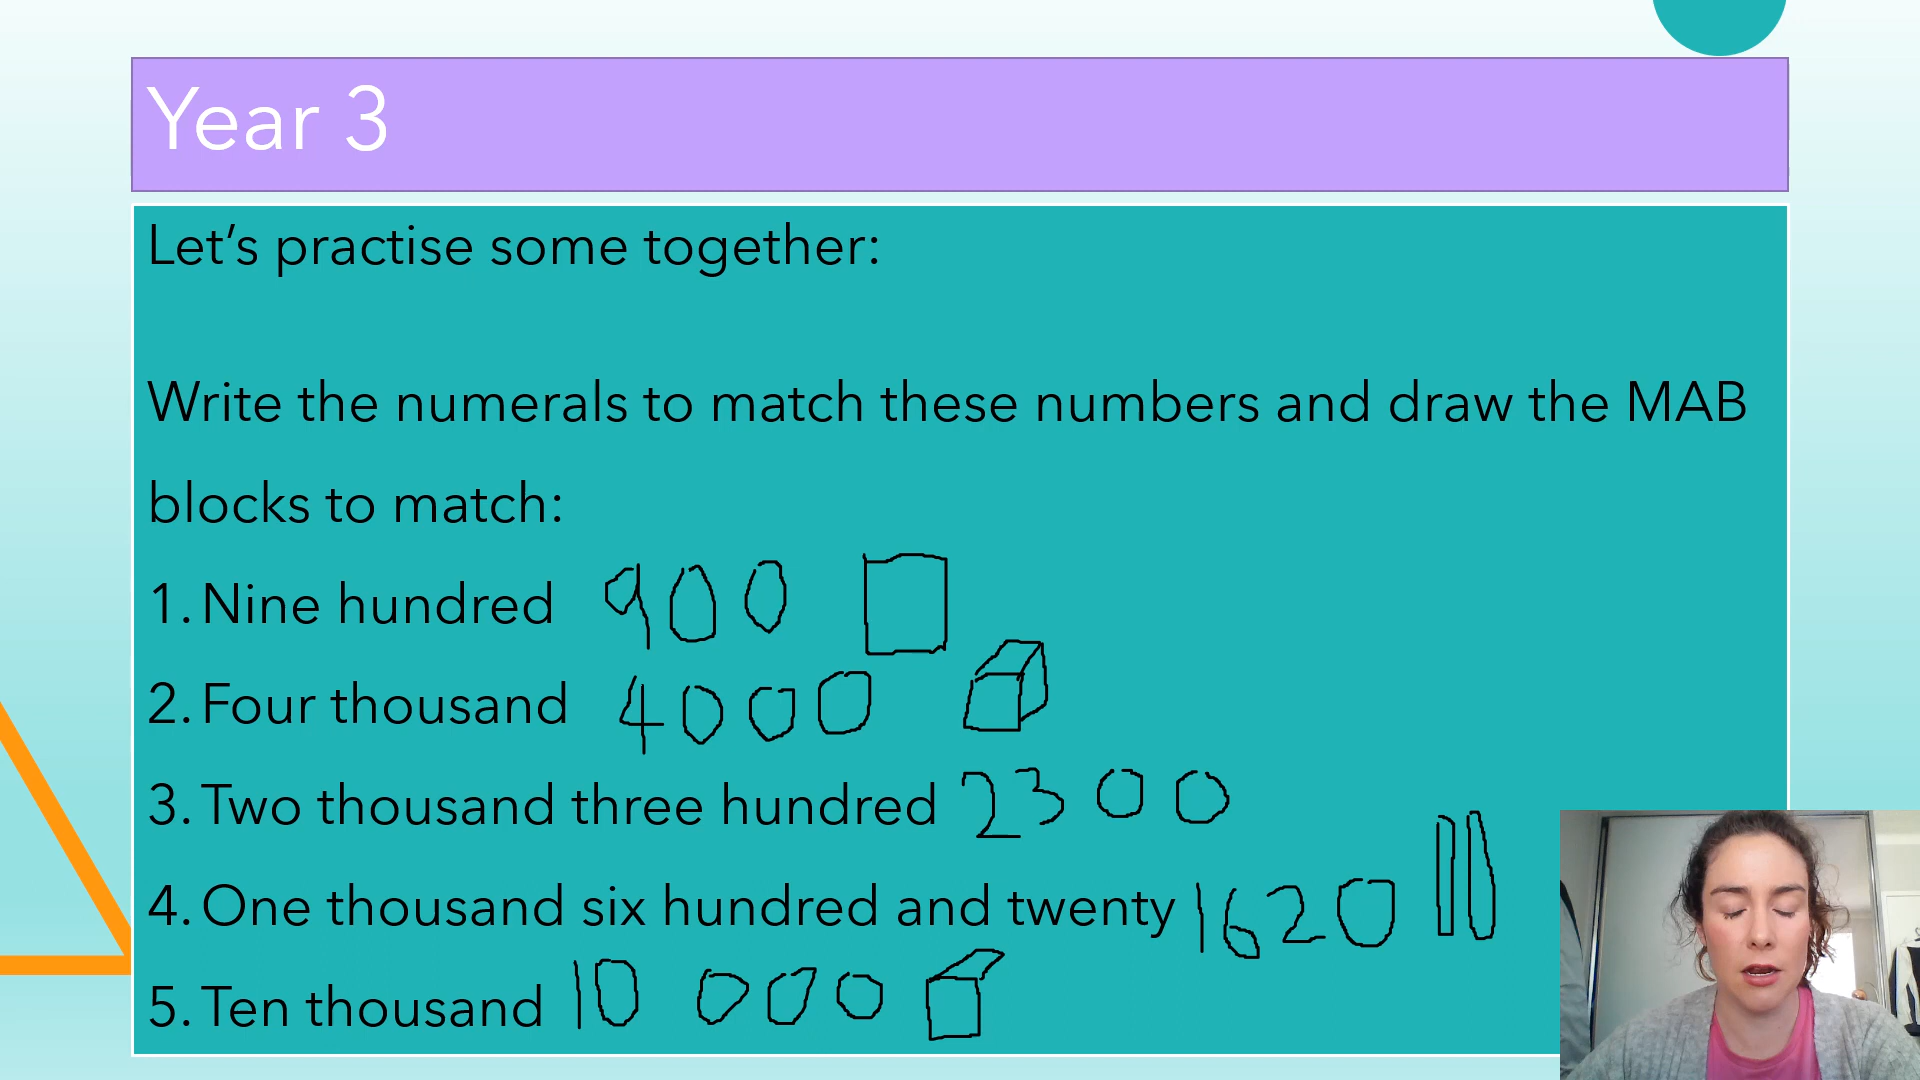 Year 3
Let's practise some together:
Write the numerals to match these numbers and draw the MAB
blocks to match:
1. Nine hundred 900
2. Four thousand 4000
3. Two thousand three hundred 2300
4. One thousand six hundred and twenty 1620
5. Ten thousand 10 000